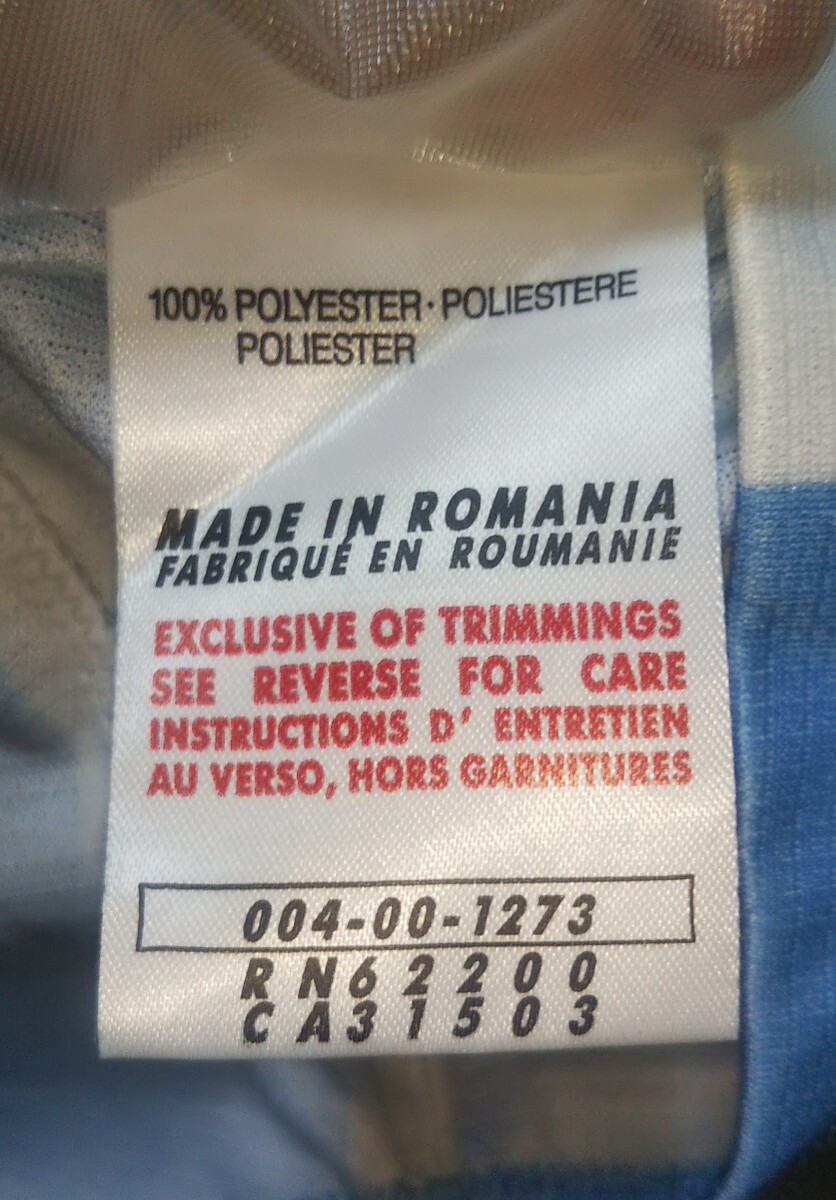 100% POLYESTER·POLIESTERE
POLIESTER
MADE IN ROMANIA
FABRIQUÉ EN ROUMANIE
EXCLUSIVE OF TRIMMINGS
SEE REVERSE FOR CARE
INSTRUCTIONS D' ENTRETIEN
AU VERSO, HORS GARNITURES
004-00-1273
RN62200
CA31503